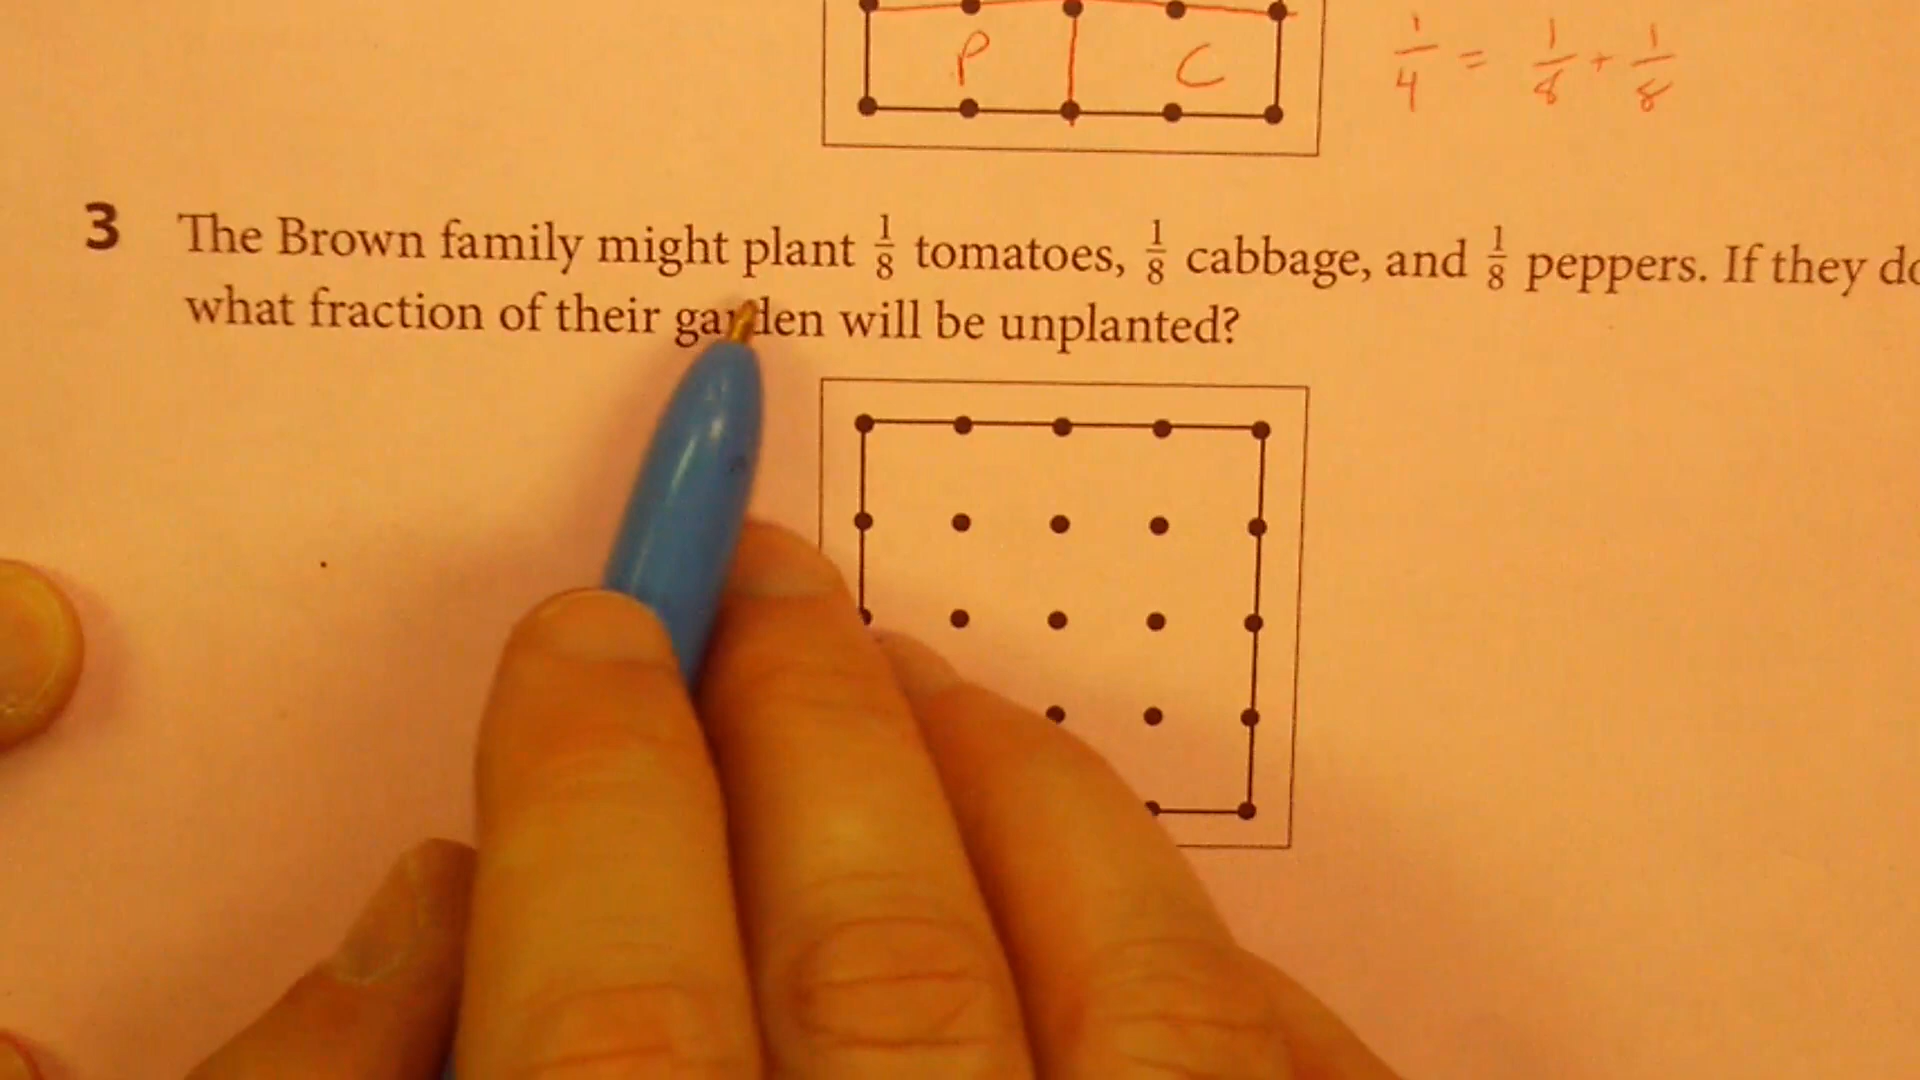 P C
1/4 = 1/8 + 1/8
3 The Brown family might plant 1/8 tomatoes, 1/8 cabbage, and 1/8 peppers. If they
what fraction of their garden will be unplanted?